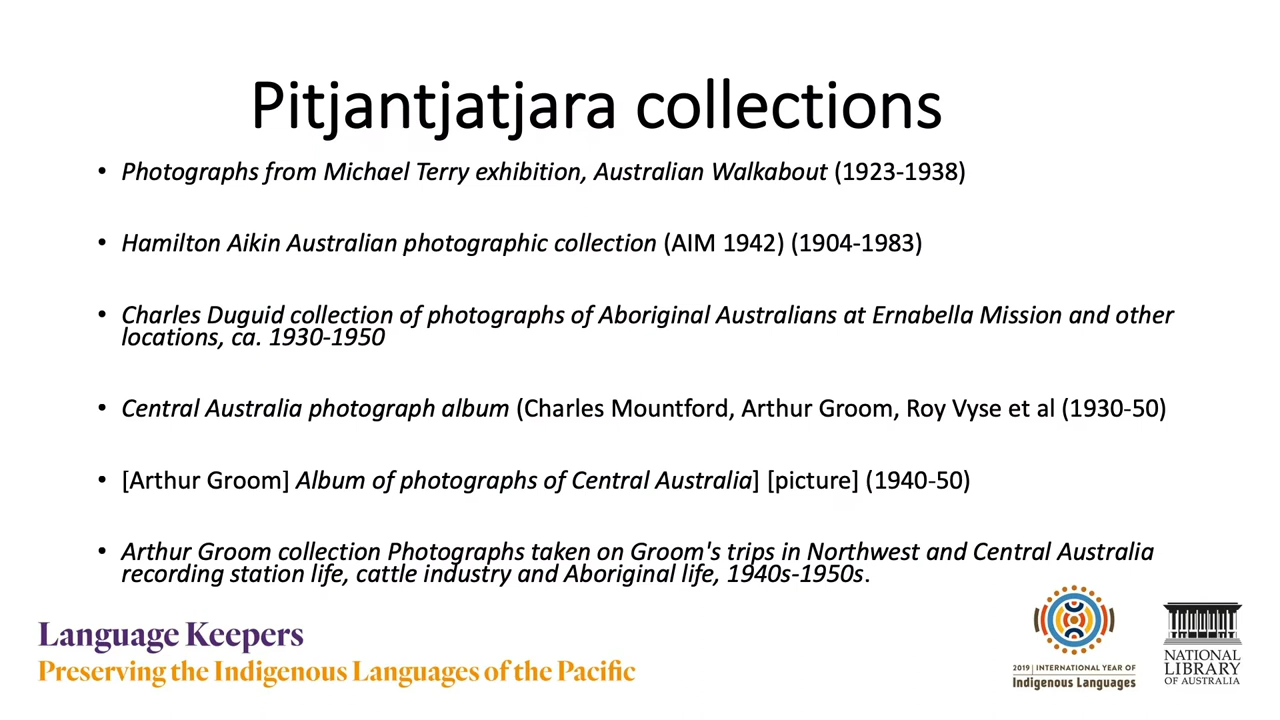 Pitjantjatjara collections
• Photographs from Michael Terry exhibition, Australian Walkabout (1923-1938)
• Hamilton Aikin Australian photographic collection (AIM 1942) (1904-1983)
• Charles Duguid collection of photographs of Aboriginal Australians at Ernabella Mission and other
locations, ca. 1930-1950
• Central Australia photograph album (Charles Mountford, Arthur Groom, Roy Vyse et al (1930-50)
• [Arthur Groom] Album of photographs of Central Australia] [picture] (1940-50)
• Arthur Groom collection Photographs taken on Groom's trips in Northwest and Central Australia
recording station life, cattle industry and Aboriginal life, 1940s-1950s.
Language Keepers
Preserving the Indigenous Languages of the Pacific
2019 | INTERNATIONAL YEAR OF
Indigenous Languages
NATIONAL
LIBRARY
OF AUSTRALIA